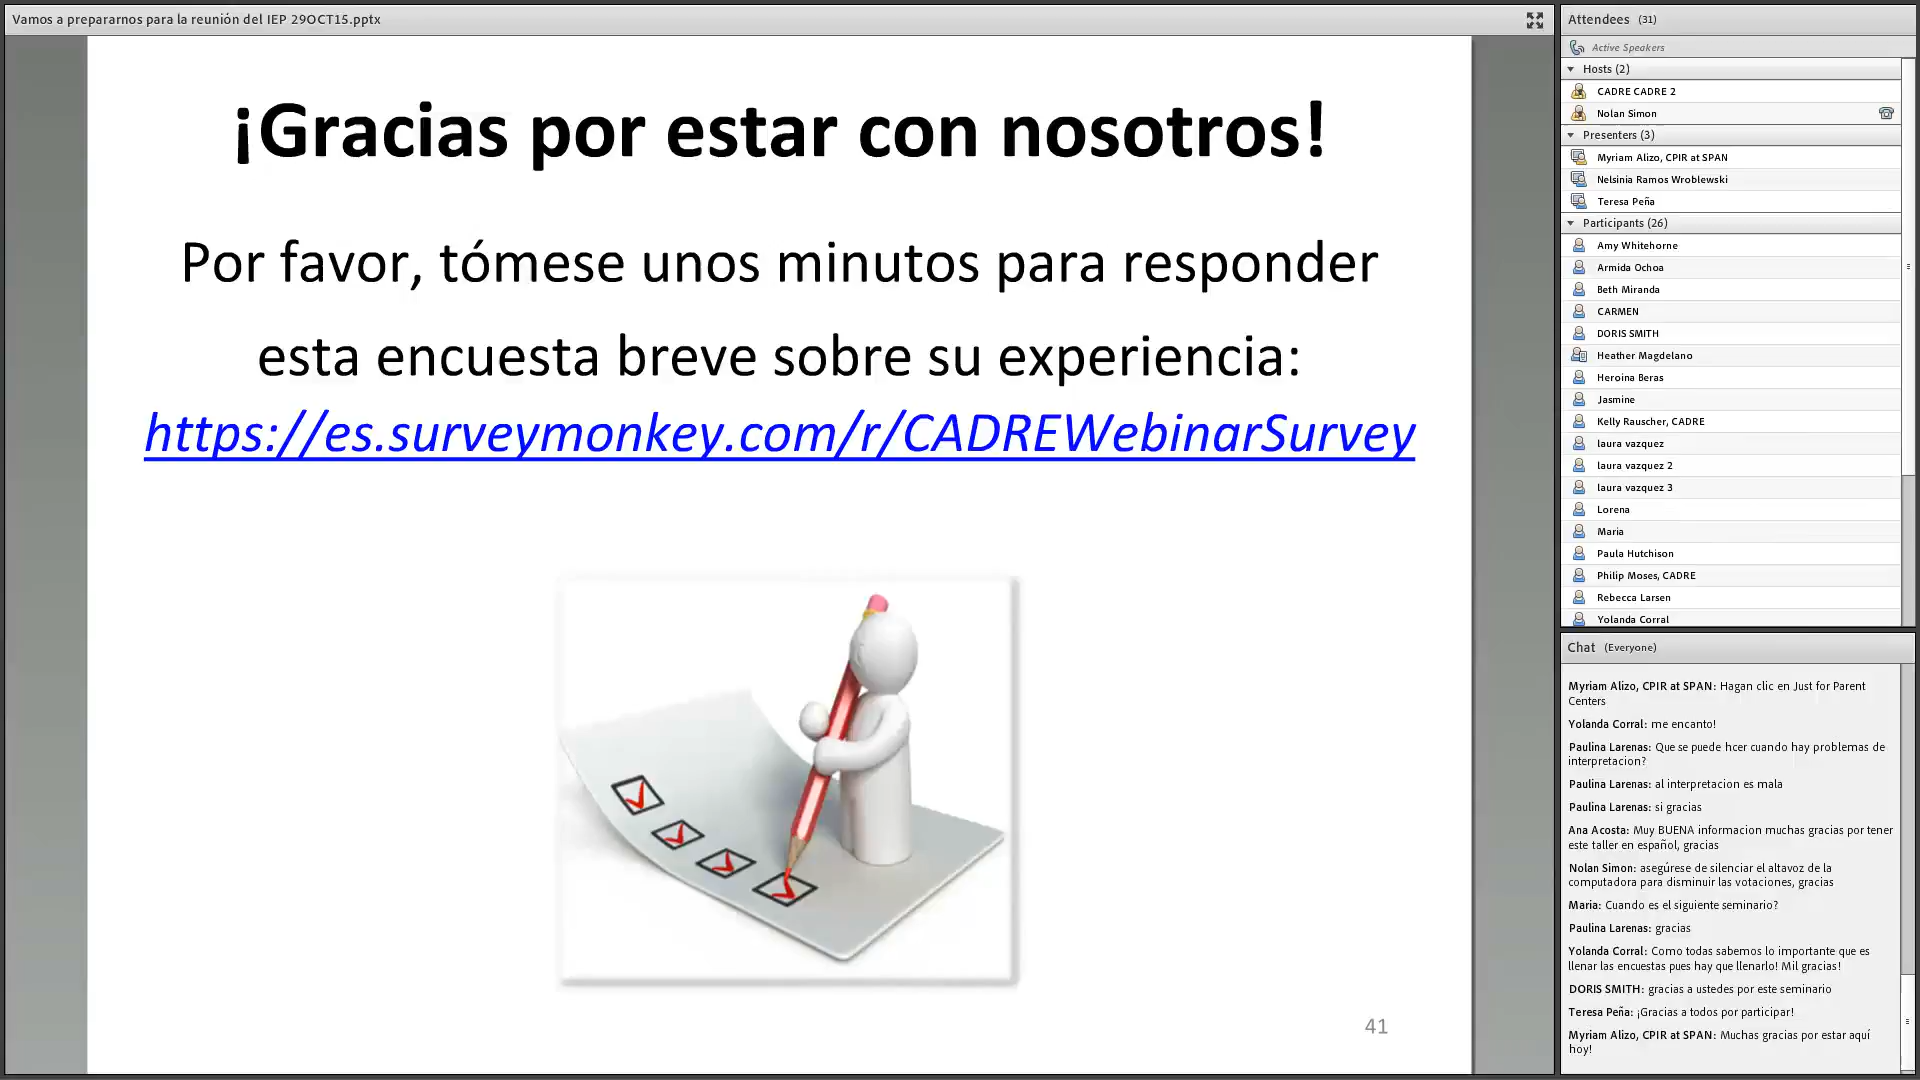 Vamos a prepararnos para la reunión del IEP 29OCT15.pptx
¡Gracias por estar con nosotros!
Por favor, tómese unos minutos para responder
esta encuesta breve sobre su experiencia:
https://es.surveymonkey.com/r/CADREWebinarSurvey
41
Attendees (31)
Active Speakers
Hosts (2)
CADRE CADRE 2
Nolan Simon
Presenters (3)
Myriam Alizo, CPIR at SPAN
Nelsinia Ramos Wroblewski
Teresa Peña
Participants (26)
Amy Whitehorne
Armida Ochoa
Beth Miranda
CARMEN
DORIS SMITH
Heather Magdelano
Heroina Beras
Jasmine
Kelly Rauscher, CADRE
laura vazquez
laura vazquez 2
laura vazquez 3
Lorena
Maria
Paula Hutchison
Philip Moses, CADRE
Rebecca Larsen
Yolanda Corral
Chat (Everyone)
Myriam Alizo, CPIR at SPAN: Hagan clic en Just for Parent
Centers
Yolanda Corral: me encanto!
Paulina Larenas: Que se puede hcer cuando hay problemas de
interpretacion?
Paulina Larenas: al interpretacion es mala
Paulina Larenas: si gracias
Ana Acosta: Muy BUENA informacion muchas gracias por tener
este taller en español, gracias
Nolan Simon: asegúrese de silenciar el altavoz de la
computadora para disminuir las votaciones, gracias
Maria: Cuando es el siguiente seminario?
Paulina Larenas: gracias
Yolanda Corral: Como todas sabemos lo importante que es
llenar las encuestas pues hay que llenarlo! Mil gracias!
DORIS SMITH: gracias a ustedes por este seminario
Teresa Peña: ¡Gracias a todos por participar!
Myriam Alizo, CPIR at SPAN: Muchas gracias por estar aquí
hoy!